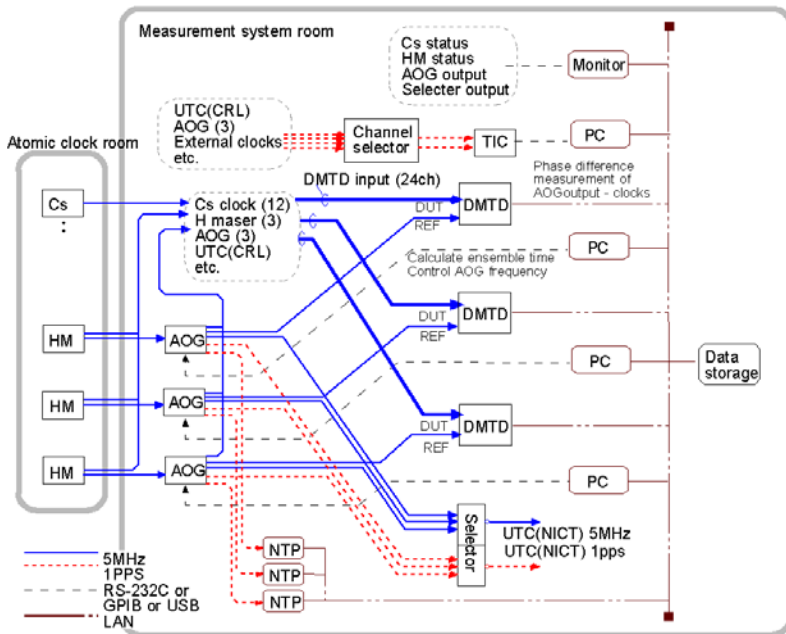 Measurement system room
Cs status
HM status
AOG output
Selecter output
Monitor
UTC(CRL)
AOG (3)
External clocks
etc.
Channel
selector
TIC
PC
Atomic clock room
Phase difference
measurement of
AOGoutput - clocks
DMTD input (24ch)
Cs
:
Cs clock (12)
H maser (3)
AOG (3)
UTC(CRL)
etc.
DUT
REF
DMTD
Calculate ensemble time
Control AOG frequency
PC
HM
AOG
DUT
REF
DMTD
PC
Data
storage
HM
AOG
DUT
REF
DMTD
HM
AOG
PC
Selector
UTC(NICT) 5MHz
UTC(NICT) 1pps
NTP
NTP
NTP
5MHz
1PPS
RS-232C or
GPIB or USB
LAN